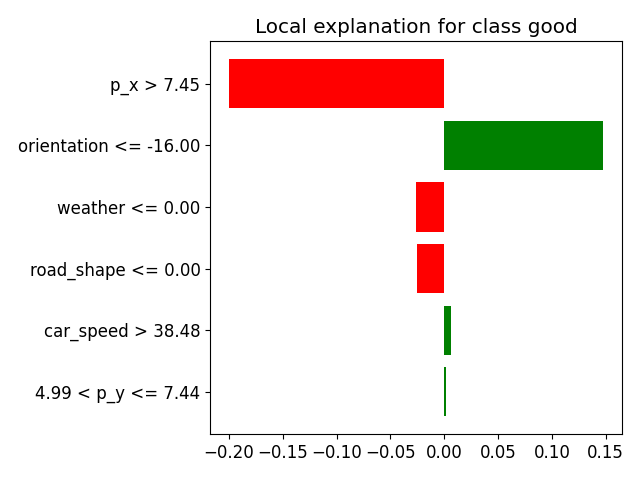 Local explanation for class good
p_x > 7.45
orientation <= -16.00
weather <= 0.00
road_shape <= 0.00
car_speed > 38.48
4.99 < p_y <= 7.44
−0.20 −0.15 −0.10 −0.05 0.00 0.05 0.10 0.15